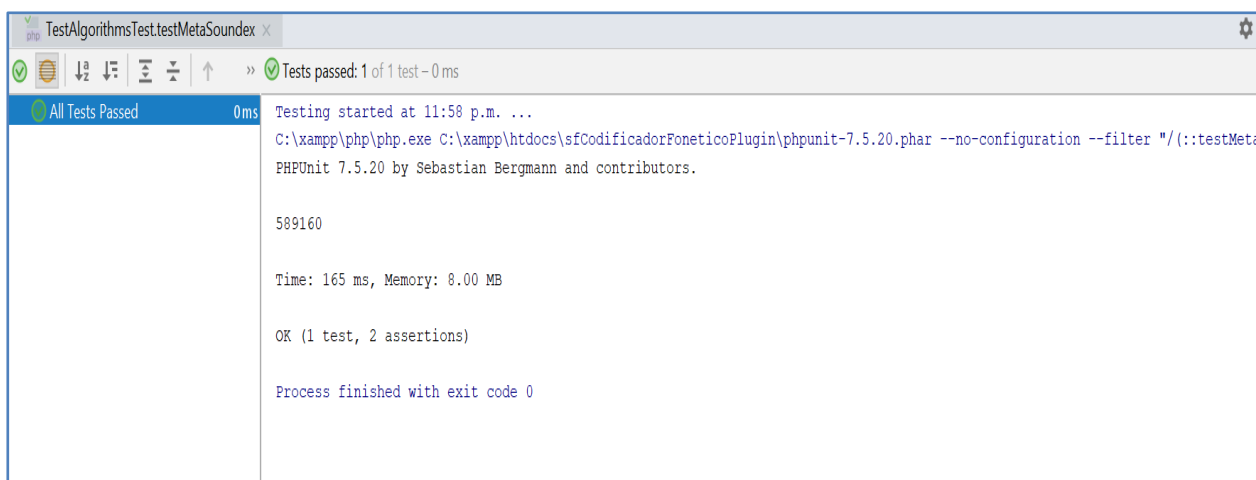 php TestAlgorithmsTest.testMetaSoundex ×
» Tests passed: 1 of 1 test – 0 ms
All Tests Passed 0 ms
Testing started at 11:58 p.m. ...
C:\xampp\php\php.exe C:\xampp\htdocs\sfCodificadorFoneticoPlugin\phpunit-7.5.20.phar --no-configuration --filter "/(::testMeta
PHPUnit 7.5.20 by Sebastian Bergmann and contributors.
589160
Time: 165 ms, Memory: 8.00 MB
OK (1 test, 2 assertions)
Process finished with exit code 0